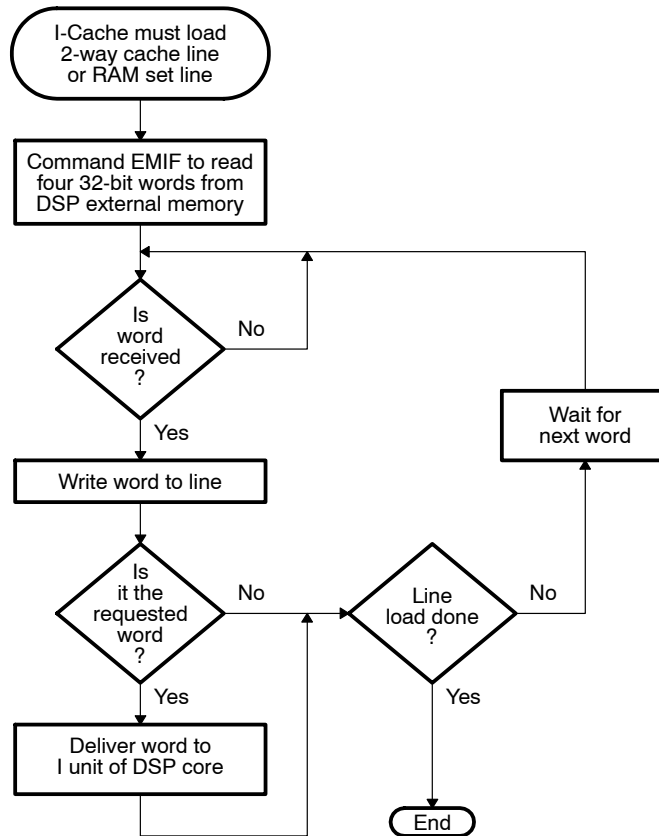 I-Cache must load
2-way cache line
or RAM set line
Command EMIF to read
four 32-bit words from
DSP external memory
Is
word
received
?
No
Yes
Wait for
next word
Write word to line
Is
it the
requested
word
?
No
Yes
Line
load done
?
No
Yes
Deliver word to
I unit of DSP core
End